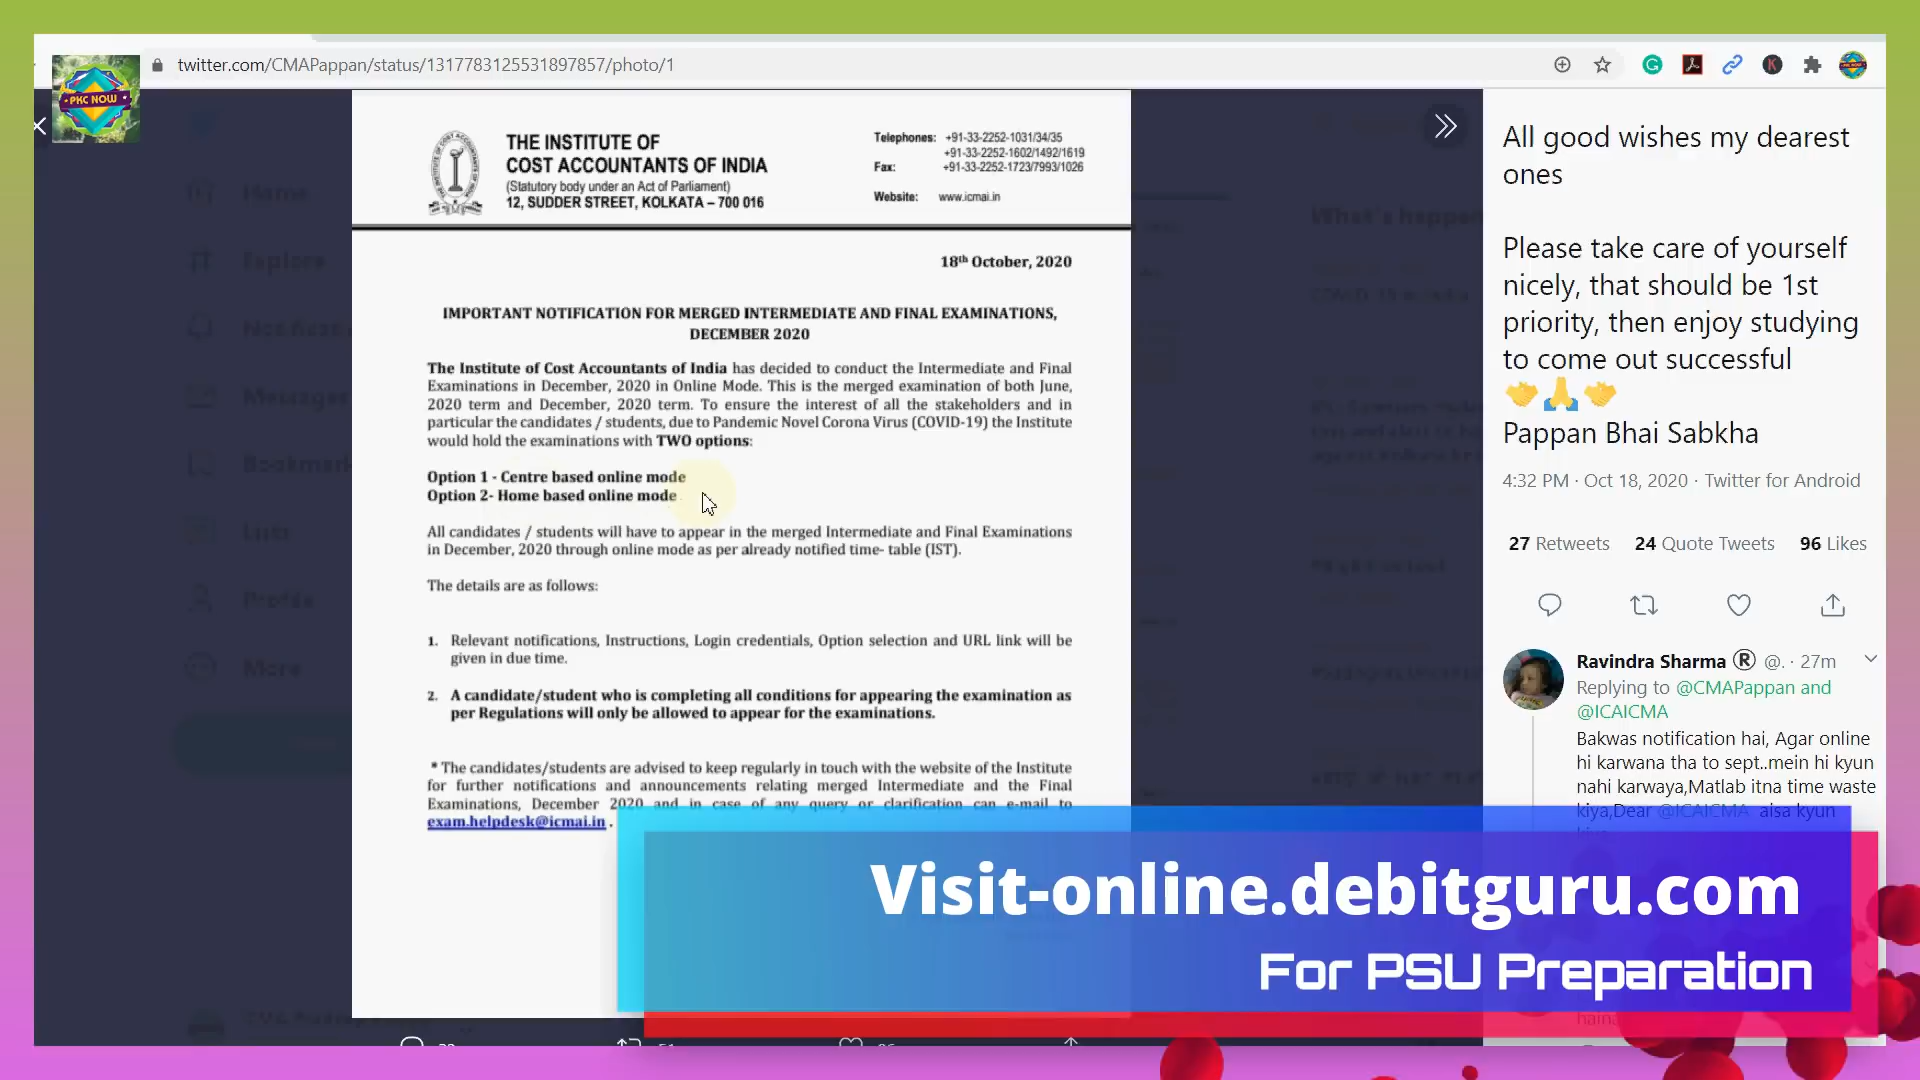 twitter.com/CMAPappan/status/1317783125531897857/photo/1
PKC NOW
THE INSTITUTE OF
COST ACCOUNTANTS OF INDIA
(Statutory body under an Act of Parliament)
12, SUDDER STREET, KOLKATA – 700 016
Telephones: +91-33-2252-1031/34/35
+91-33-2252-1602/1492/1619
Fax: +91-33-2252-1723/7993/1026
Website: www.icmai.in
18th October, 2020
IMPORTANT NOTIFICATION FOR MERGED INTERMEDIATE AND FINAL EXAMINATIONS,
DECEMBER 2020
The Institute of Cost Accountants of India has decided to conduct the Intermediate and Final
Examinations in December, 2020 in Online Mode. This is the merged examination of both June,
2020 term and December, 2020 term. To ensure the interest of all the stakeholders and in
particular the candidates / students, due to Pandemic Novel Corona Virus (COVID-19) the Institute
would hold the examinations with TWO options:
Option 1 - Centre based online mode
Option 2- Home based online mode
All candidates / students will have to appear in the merged Intermediate and Final Examinations
in December, 2020 through online mode as per already notified time- table (IST).
The details are as follows:
1. Relevant notifications, Instructions, Login credentials, Option selection and URL link will be
given in due time.
2. A candidate/student who is completing all conditions for appearing the examination as
per Regulations will only be allowed to appear for the examinations.
* The candidates/students are advised to keep regularly in touch with the website of the Institute
for further notifications and announcements relating merged Intermediate and the Final
Examinations, December 2020 and in case of any query or clarification can e-mail to
exam.helpdesk@icmai.in .
Home
Explore
Messages
Lists
Profile
More
All good wishes my dearest
ones
Please take care of yourself
nicely, that should be 1st
priority, then enjoy studying
to come out successful
Pappan Bhai Sabkha
4:32 PM · Oct 18, 2020 · Twitter for Android
27 Retweets 24 Quote Tweets 96 Likes
Ravindra Sharma ® @. · 27m
Replying to @CMAPappan and
@ICAICMA
Bakwas notification hai, Agar online
hi karwana tha to sept..mein hi kyun
nahi karwaya,Matlab itna time waste
kiya,Dear @ICAICMA aisa kyun
Visit-online.debitguru.com
For PSU Preparation